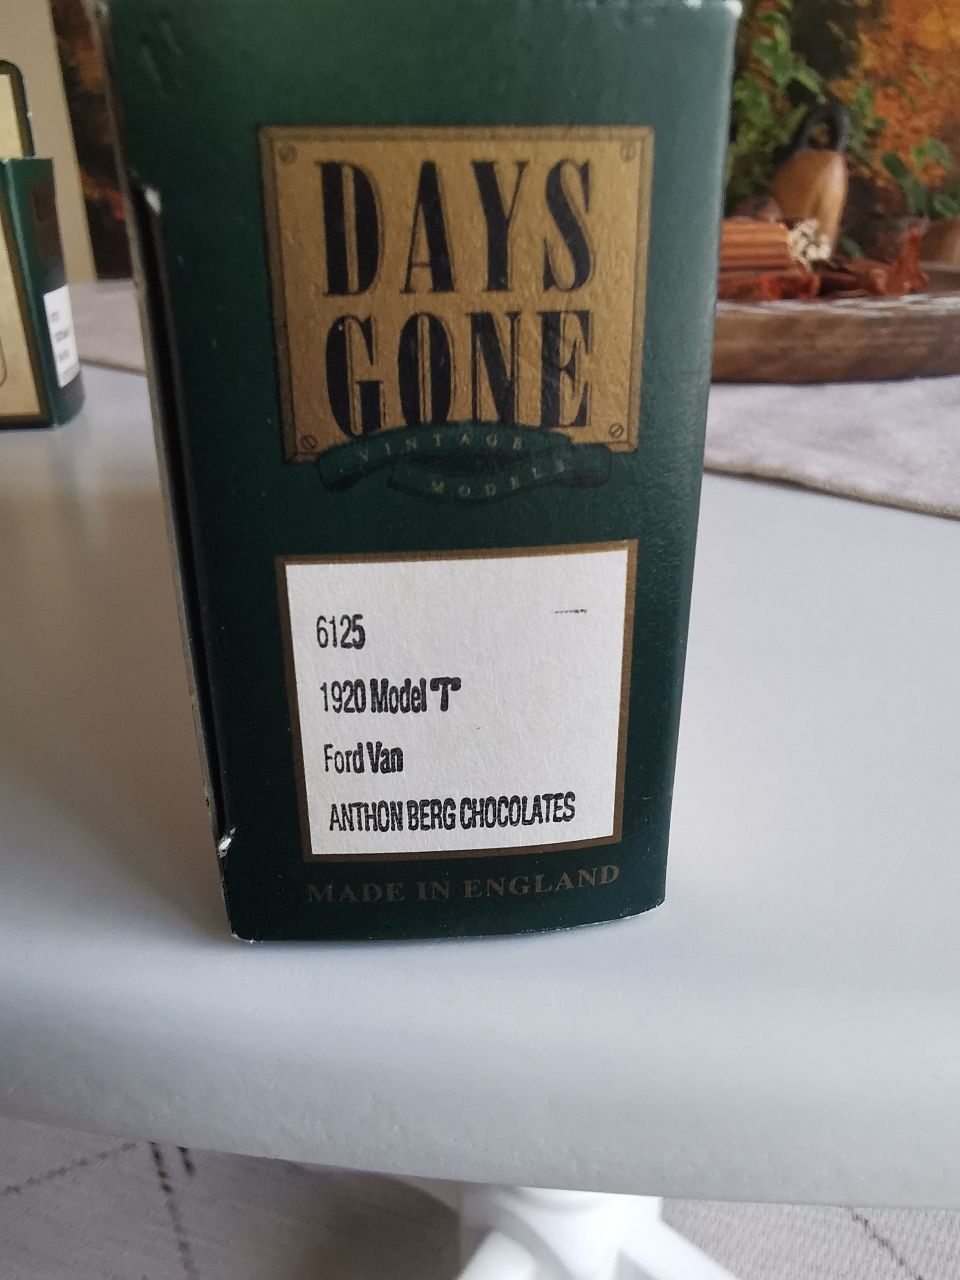 DAYS
GONE
VINTAGE
MODELS
6125
1920 Model "T"
Ford Van
ANTHON BERG CHOCOLATES
MADE IN ENGLAND